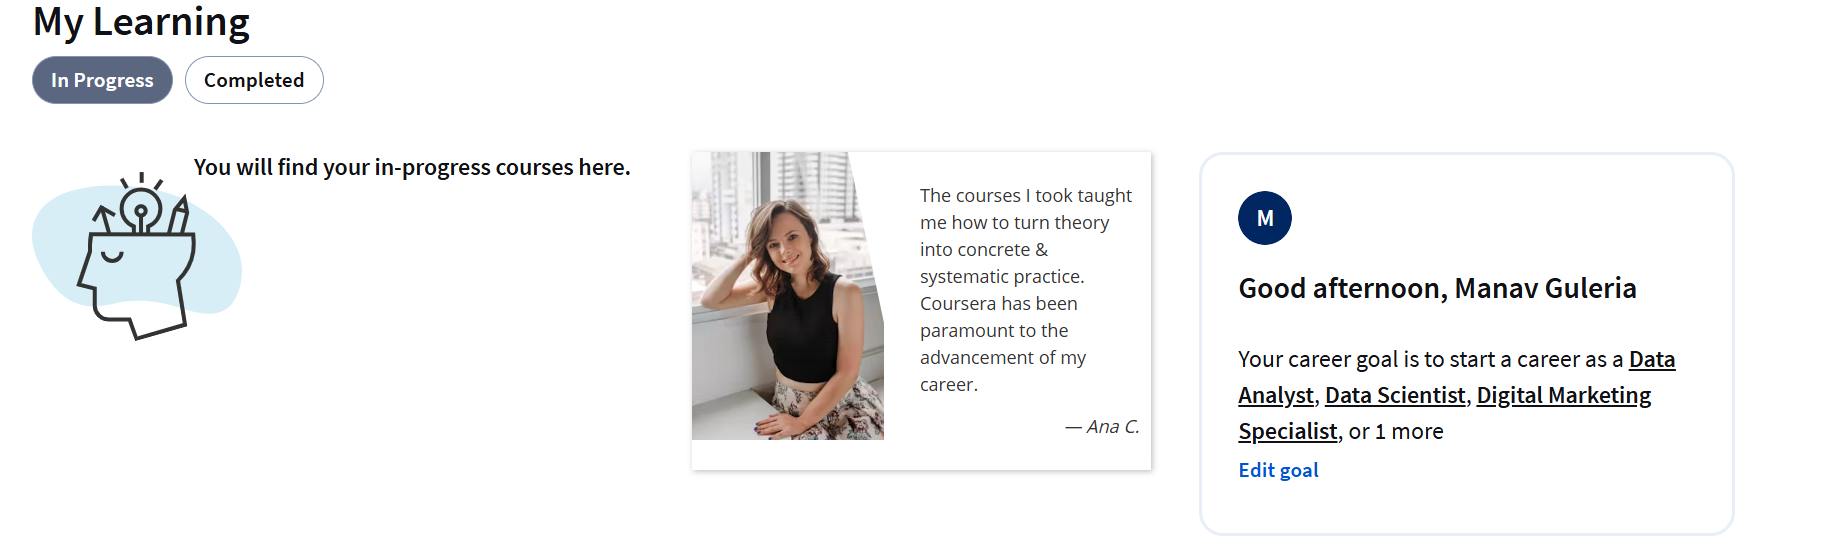 My Learning
In Progress
Completed
You will find your in-progress courses here.
The courses I took taught
me how to turn theory
into concrete &
systematic practice.
Coursera has been
paramount to the
advancement of my
career.
— Ana C.
M
Good afternoon, Manav Guleria
Your career goal is to start a career as a Data
Analyst, Data Scientist, Digital Marketing
Specialist, or 1 more
Edit goal